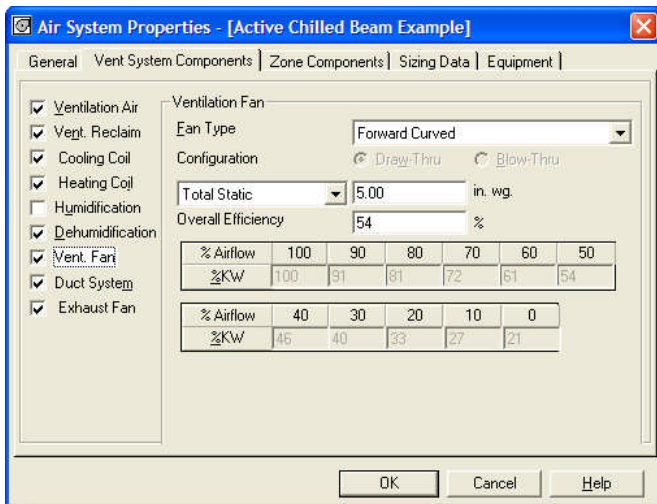 Air System Properties - [Active Chilled Beam Example]
General Vent System Components Zone Components Sizing Data Equipment
Ventilation Air
Vent. Reclaim
Cooling Coil
Heating Coil
Humidification
Dehumidification
Vent. Fan
Duct System
Exhaust Fan
Ventilation Fan
Fan Type Forward Curved
Configuration Draw-Thru Blow-Thru
Total Static 5.00 in. wg.
Overall Efficiency 54 %
% Airflow 100 90 80 70 60 50
%KW 100 91 81 72 61 54
% Airflow 40 30 20 10 0
%KW 46 40 33 27 21
OK Cancel Help